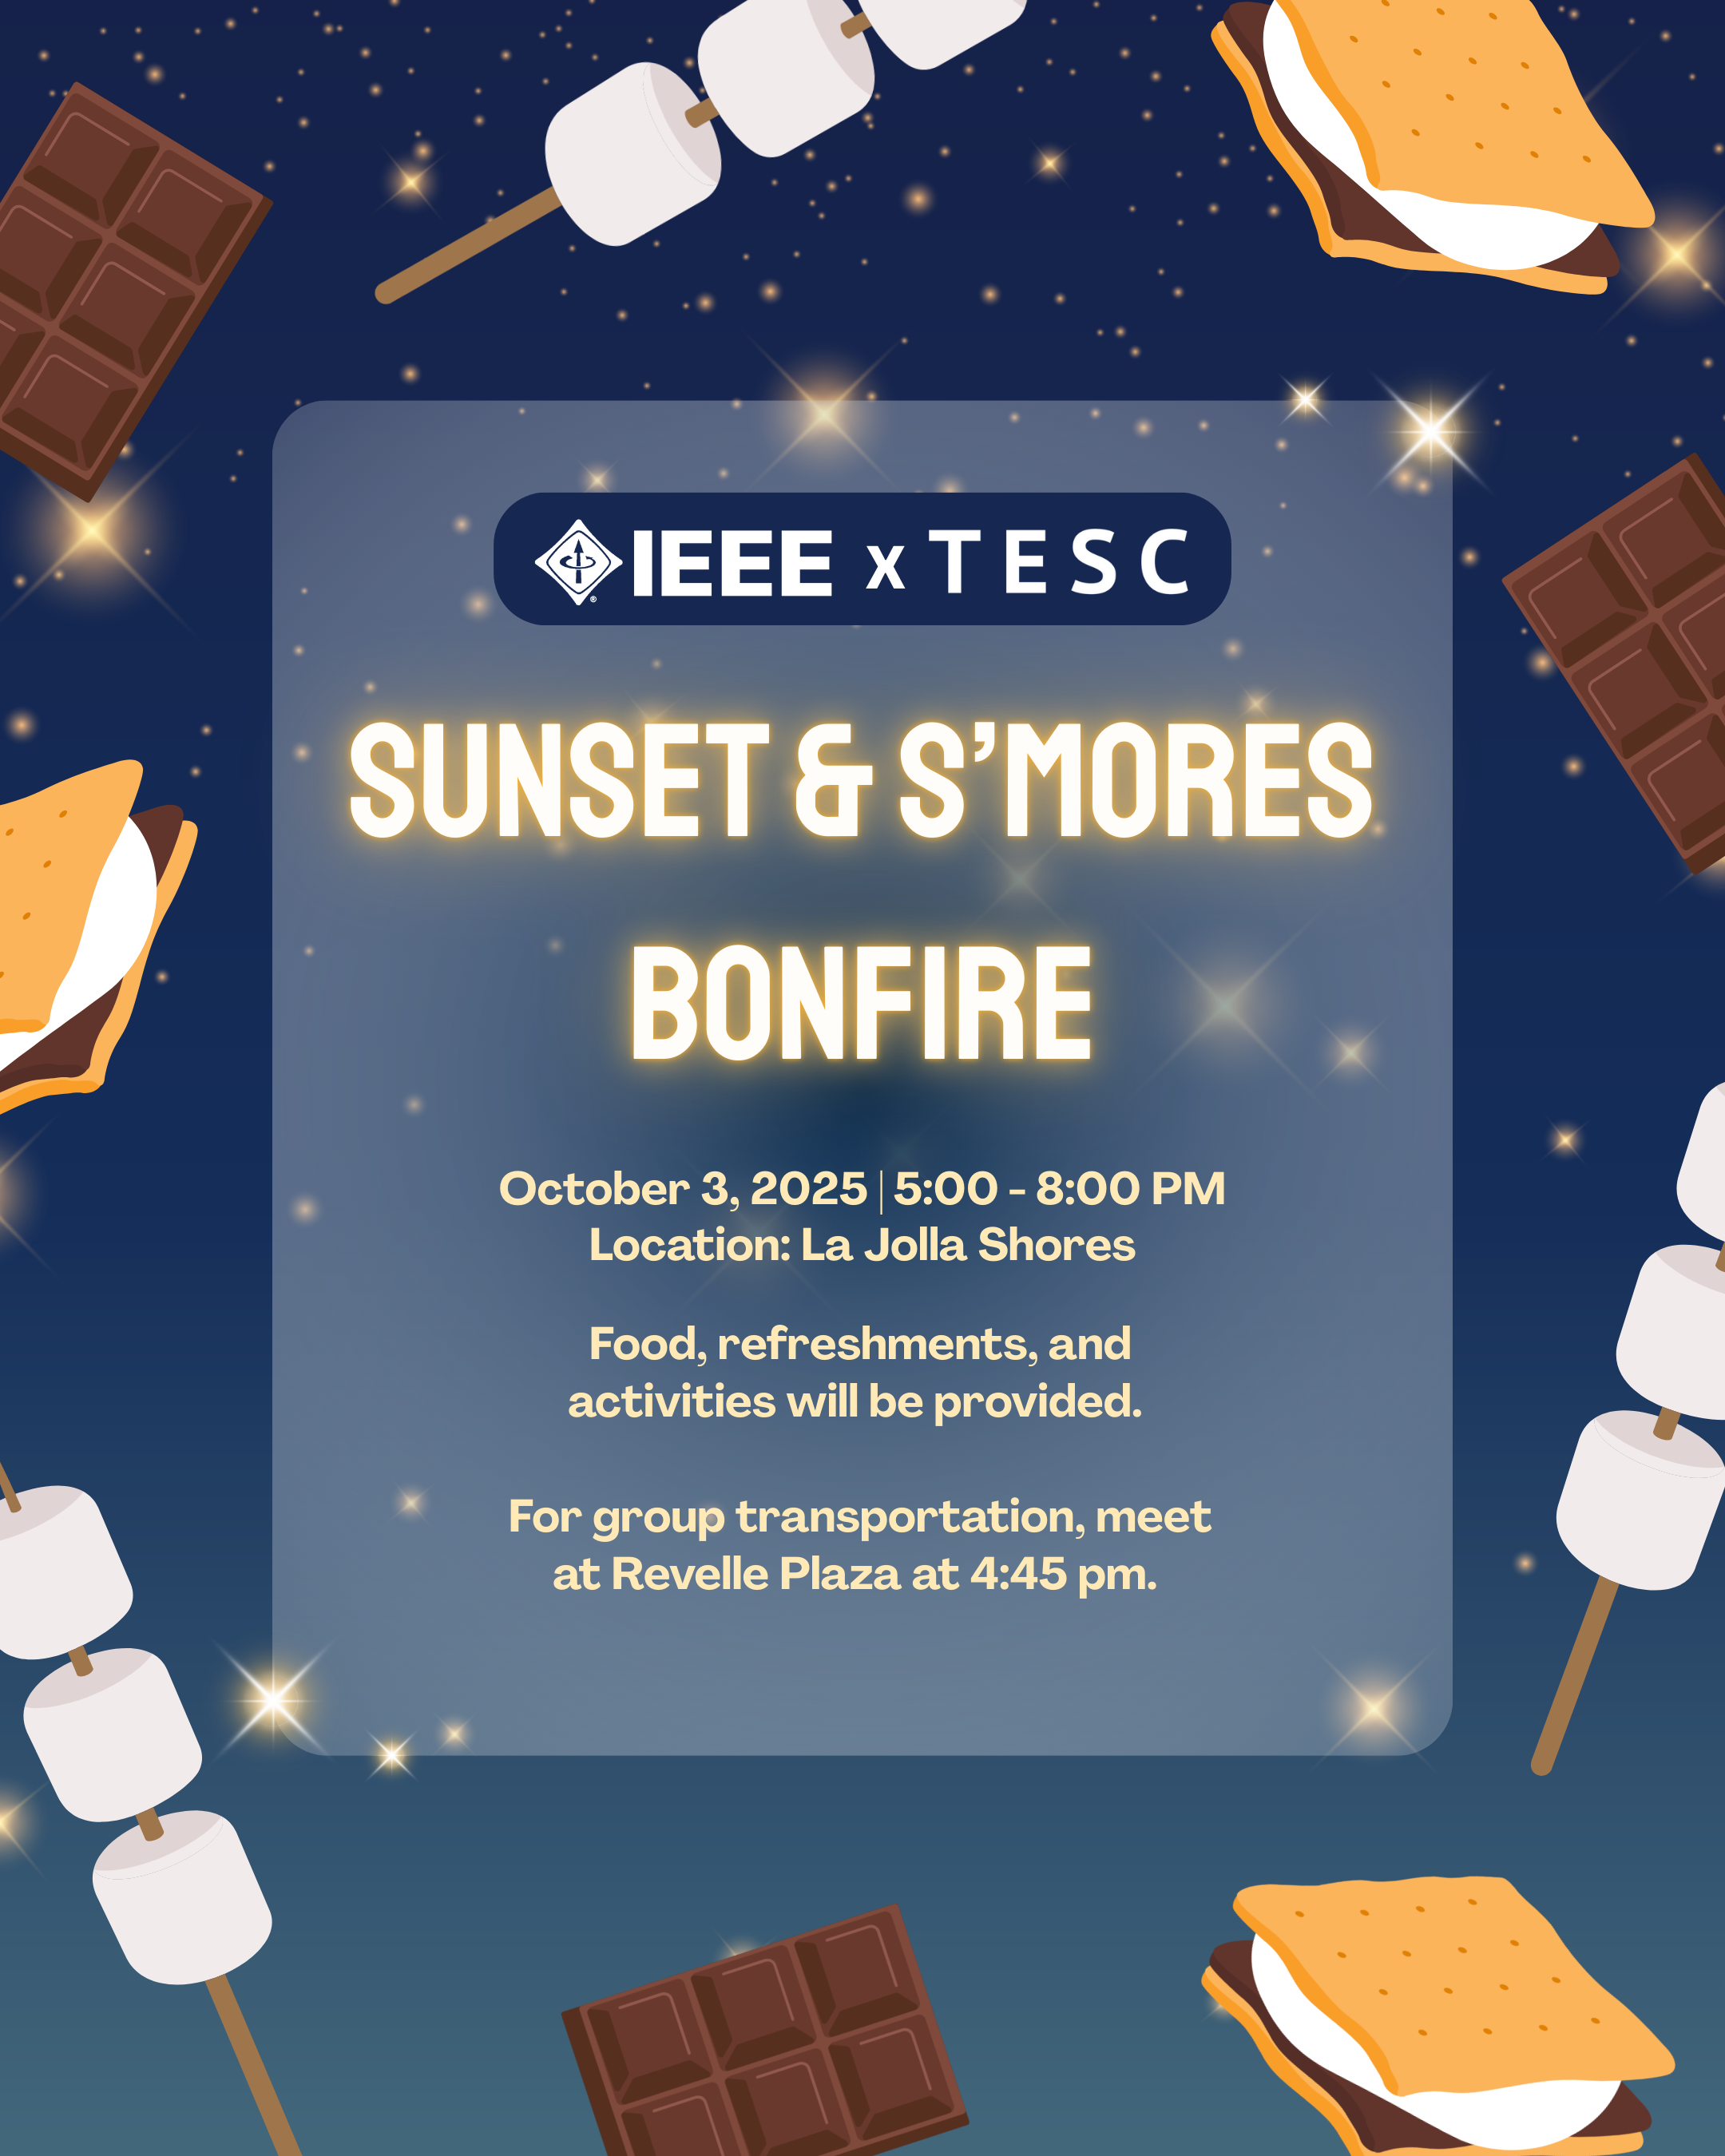 IEEE x TESC
SUNSET & S’MORES
BONFIRE
October 3, 2025 | 5:00 - 8:00 PM
Location: La Jolla Shores
Food, refreshments, and
activities will be provided.
For group transportation, meet
at Revelle Plaza at 4:45 pm.